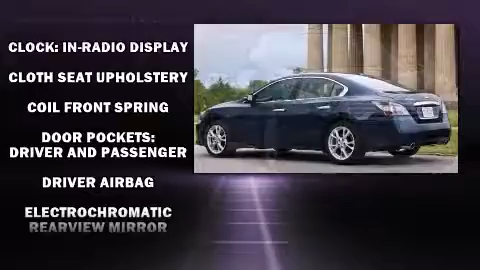 CLOCK: IN-RADIO DISPLAY
CLOTH SEAT UPHOLSTERY
COIL FRONT SPRING
DOOR POCKETS:
DRIVER AND PASSENGER
DRIVER AIRBAG
ELECTROCHROMATIC
REARVIEW MIRROR